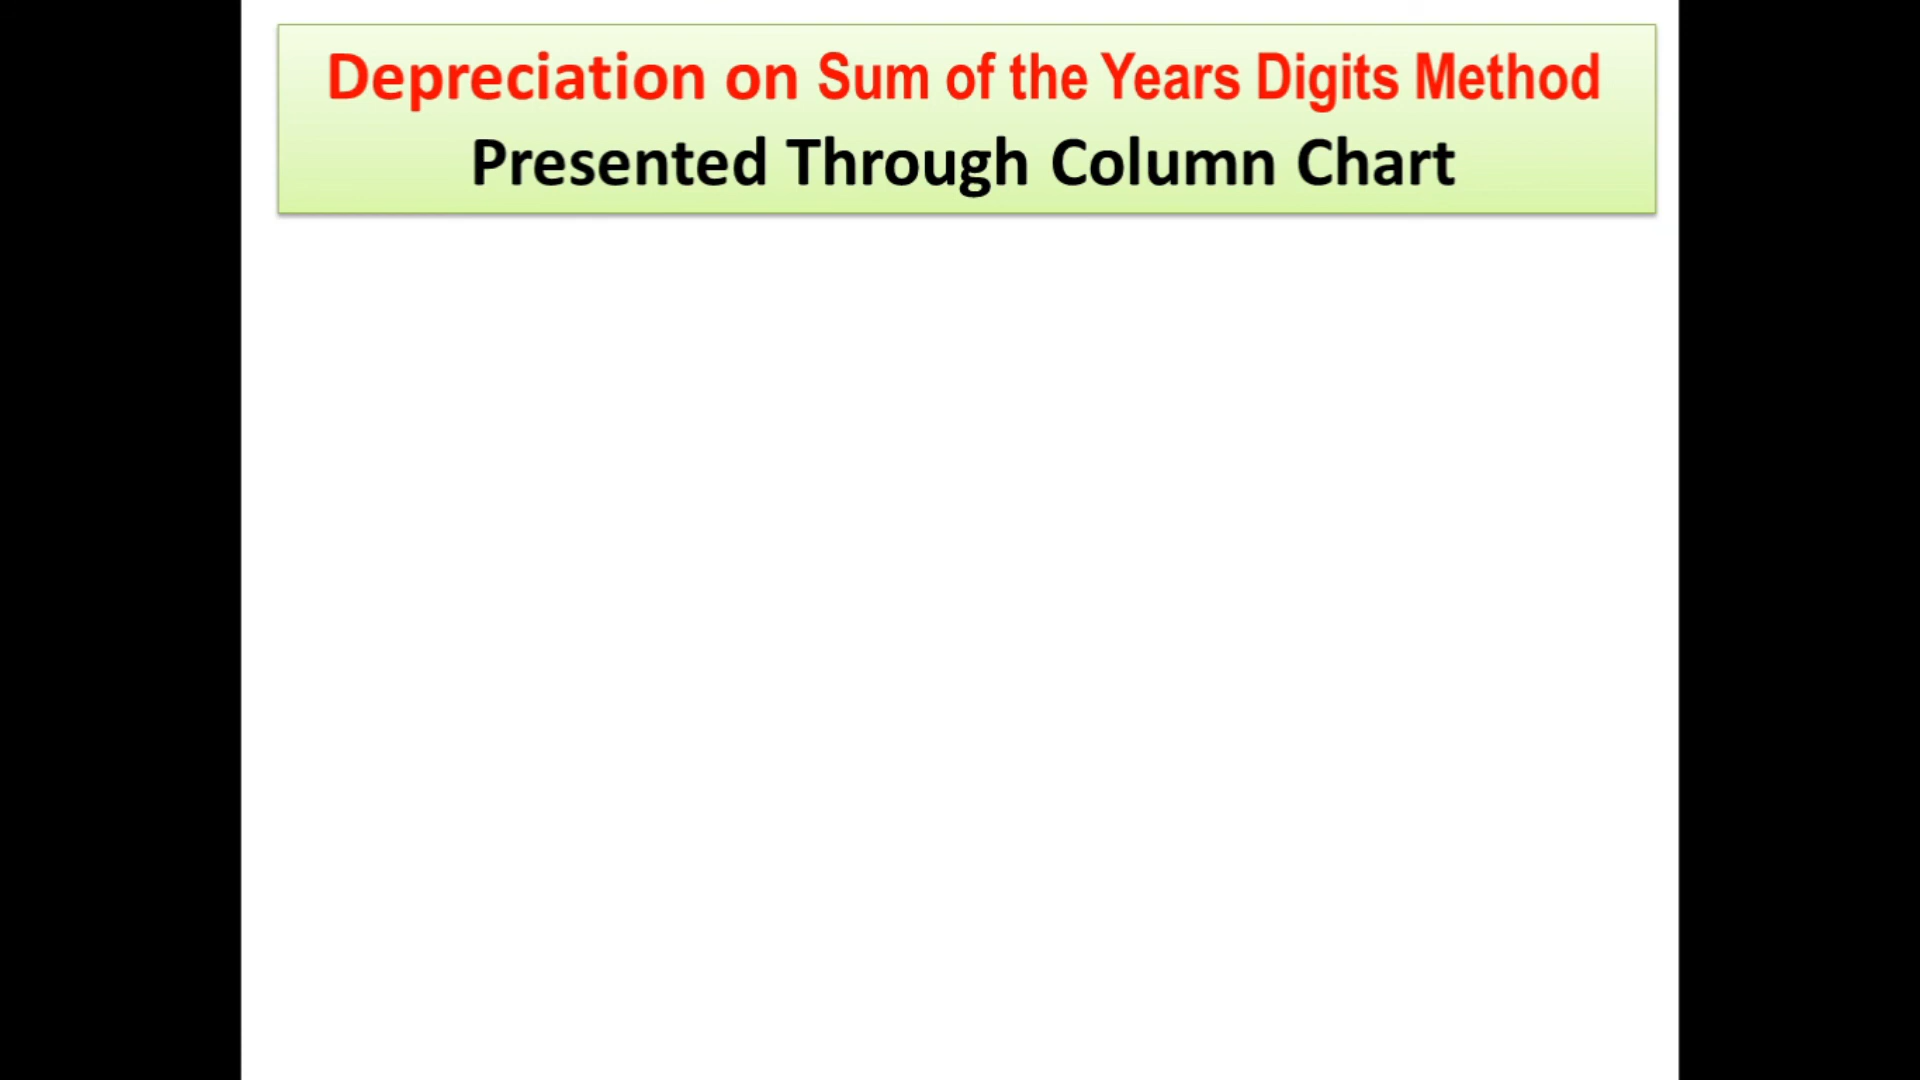 Depreciation on Sum of the Years Digits Method
Presented Through Column Chart